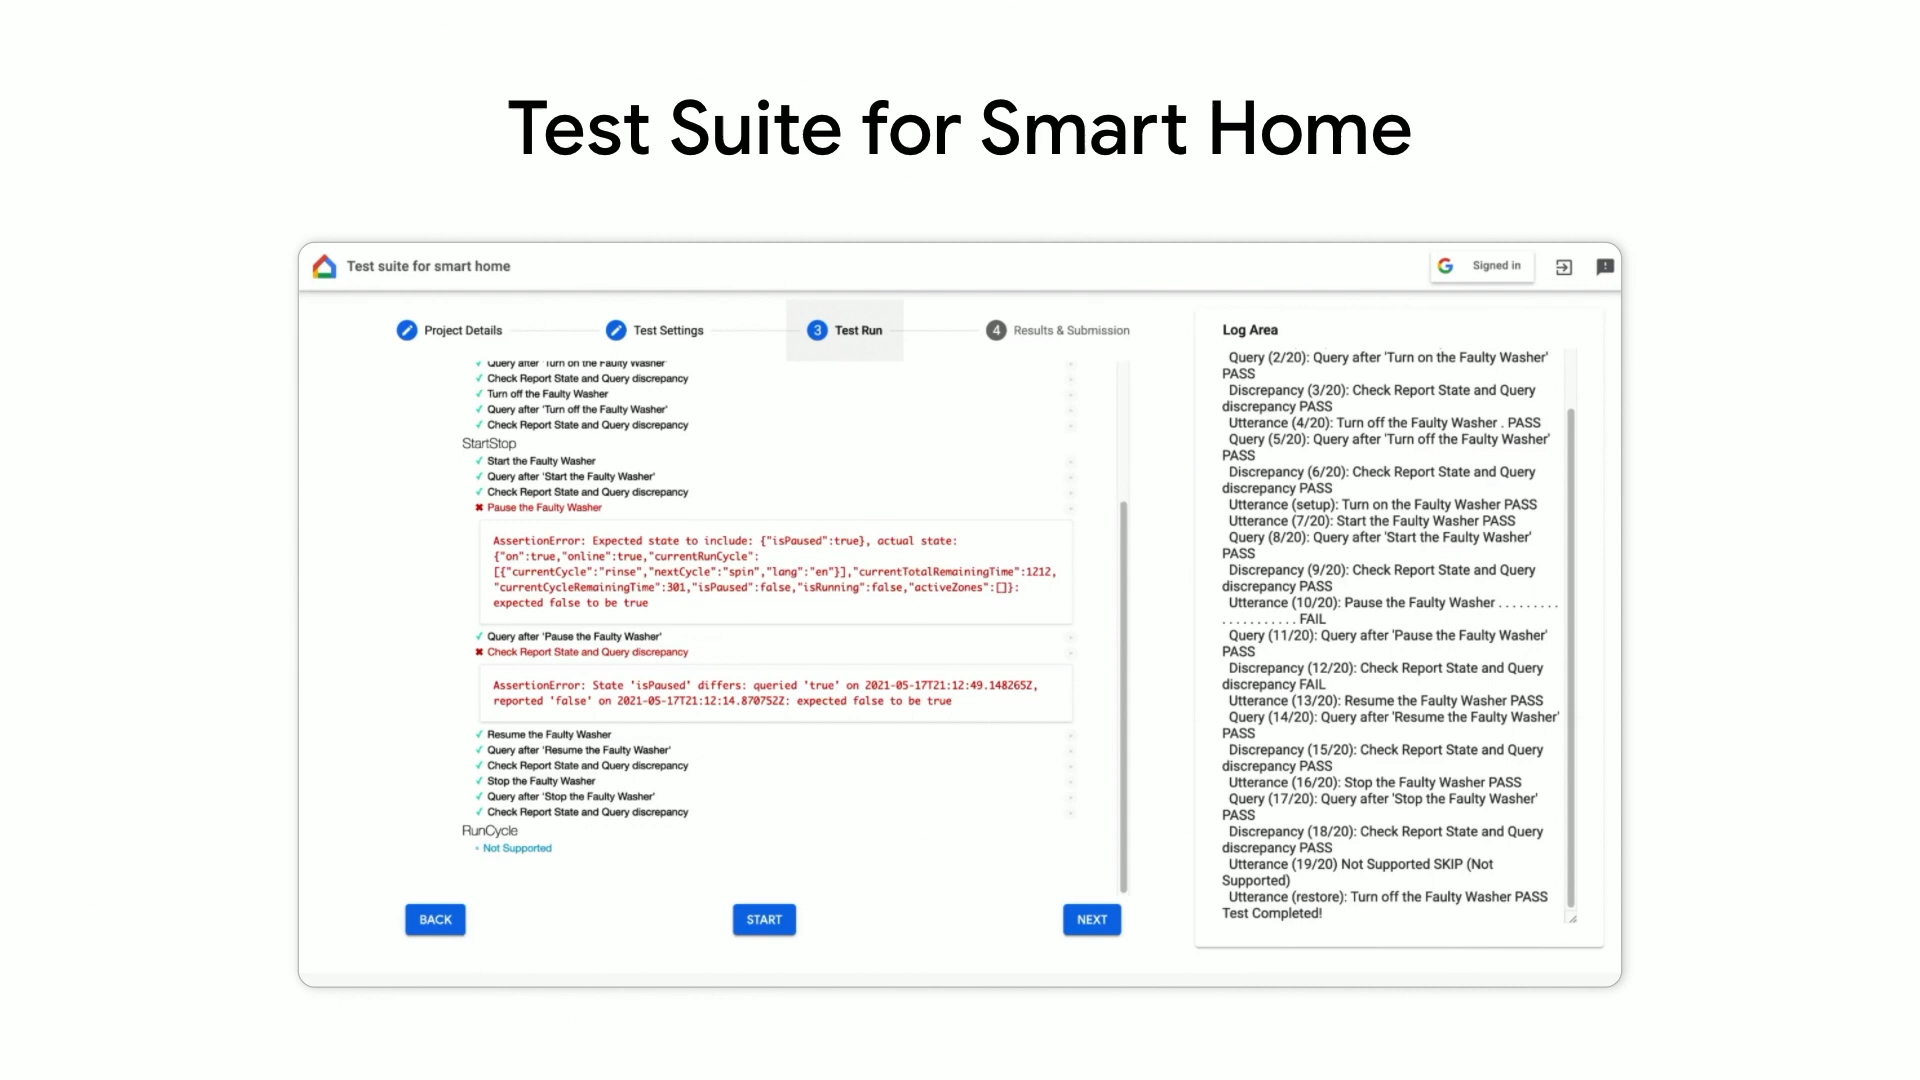 Test Suite for Smart Home
Test suite for smart home
Signed in
Project Details
Test Settings
3 Test Run
4 Results & Submission
✓ Query after 'Turn on the Faulty Washer'
✓ Check Report State and Query discrepancy
✓ Turn off the Faulty Washer
✓ Query after 'Turn off the Faulty Washer'
✓ Check Report State and Query discrepancy
StartStop
✓ Start the Faulty Washer
✓ Query after 'Start the Faulty Washer'
✓ Check Report State and Query discrepancy
✖ Pause the Faulty Washer
AssertionError: Expected state to include: {"isPaused":true}, actual state:
{"on":true,"online":true,"currentRunCycle":
[{"currentCycle":"rinse","nextCycle":"spin","lang":"en"}],"currentTotalRemainingTime":1212,
"currentCycleRemainingTime":301,"isPaused":false,"isRunning":false,"activeZones":[]}:
expected false to be true
✓ Query after 'Pause the Faulty Washer'
✖ Check Report State and Query discrepancy
AssertionError: State 'isPaused' differs: queried 'true' on 2021-05-17T21:12:49.148265Z,
reported 'false' on 2021-05-17T21:12:14.870752Z: expected false to be true
✓ Resume the Faulty Washer
✓ Query after 'Resume the Faulty Washer'
✓ Check Report State and Query discrepancy
✓ Stop the Faulty Washer
✓ Query after 'Stop the Faulty Washer'
✓ Check Report State and Query discrepancy
RunCycle
• Not Supported
BACK
START
NEXT
Log Area
Query (2/20): Query after 'Turn on the Faulty Washer'
PASS
Discrepancy (3/20): Check Report State and Query
discrepancy PASS
Utterance (4/20): Turn off the Faulty Washer . PASS
Query (5/20): Query after 'Turn off the Faulty Washer'
PASS
Discrepancy (6/20): Check Report State and Query
discrepancy PASS
Utterance (setup): Turn on the Faulty Washer PASS
Utterance (7/20): Start the Faulty Washer PASS
Query (8/20): Query after 'Start the Faulty Washer'
PASS
Discrepancy (9/20): Check Report State and Query
discrepancy PASS
Utterance (10/20): Pause the Faulty Washer . . . . . . . . .
. . . . . . . . . . . FAIL
Query (11/20): Query after 'Pause the Faulty Washer'
PASS
Discrepancy (12/20): Check Report State and Query
discrepancy FAIL
Utterance (13/20): Resume the Faulty Washer PASS
Query (14/20): Query after 'Resume the Faulty Washer'
PASS
Discrepancy (15/20): Check Report State and Query
discrepancy PASS
Utterance (16/20): Stop the Faulty Washer PASS
Query (17/20): Query after 'Stop the Faulty Washer'
PASS
Discrepancy (18/20): Check Report State and Query
discrepancy PASS
Utterance (19/20) Not Supported SKIP (Not
Supported)
Utterance (restore): Turn off the Faulty Washer PASS
Test Completed!